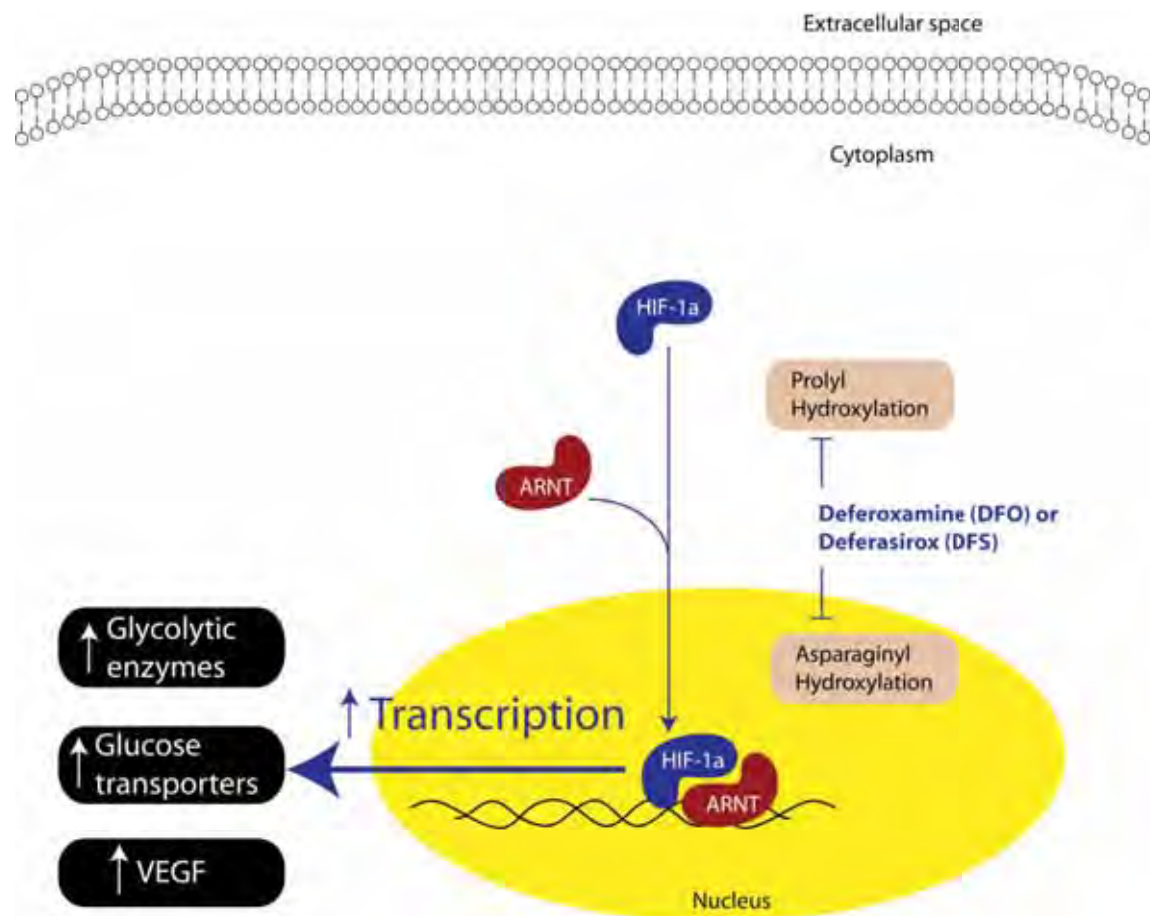 Extracellular space
Cytoplasm
HIF-1a
Prolyl
Hydroxylation
ARNT
Deferoxamine (DFO) or
Deferasirox (DFS)
Glycolytic
enzymes
Asparaginyl
Hydroxylation
Transcription
Glucose
transporters
HIF-1a
ARNT
VEGF
Nucleus